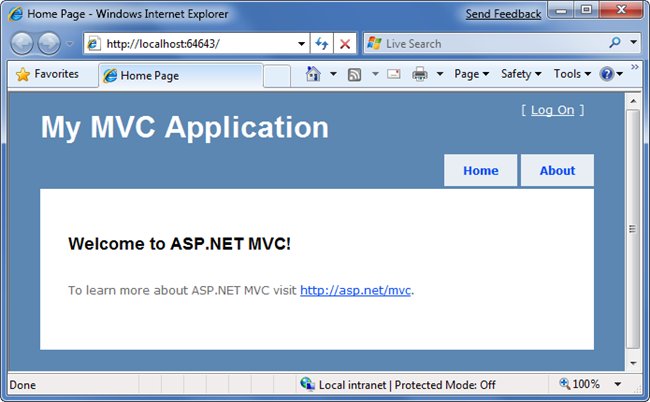 Home Page - Windows Internet Explorer
Send Feedback
http://localhost:64643/
Live Search
Favorites
Home Page
Page
Safety
Tools
»
[ Log On ]
My MVC Application
Home
About
Welcome to ASP.NET MVC!
To learn more about ASP.NET MVC visit http://asp.net/mvc.
Done
Local intranet | Protected Mode: Off
100%